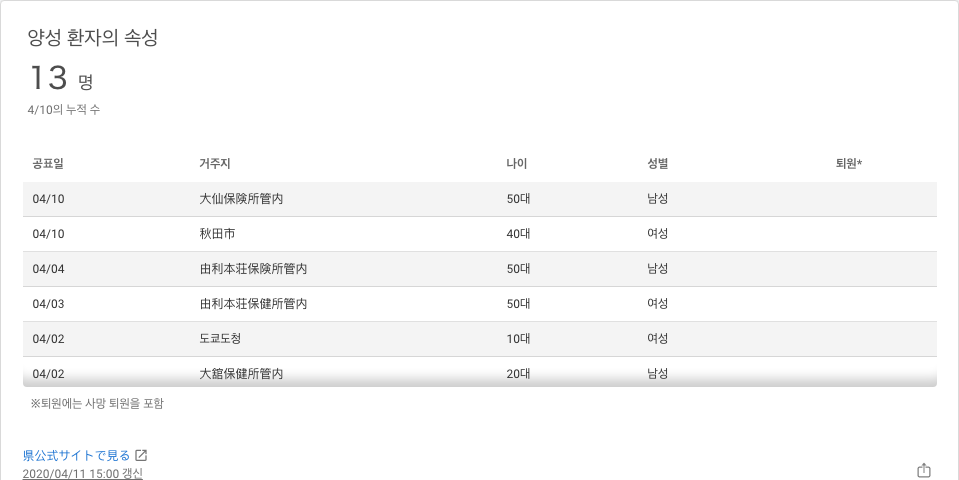 양성 환자의 속성
13 명
4/10의 누적 수
공표일 거주지 나이 성별 퇴원*
04/10 大仙保険所管内 50대 남성
04/10 秋田市 40대 여성
04/04 由利本荘保険所管内 50대 남성
04/03 由利本荘保健所管内 50대 여성
04/02 도쿄도청 10대 여성
04/02 大舘保健所管内 20대 남성
※퇴원에는 사망 퇴원을 포함
県公式サイトで見る
2020/04/11 15:00 갱신